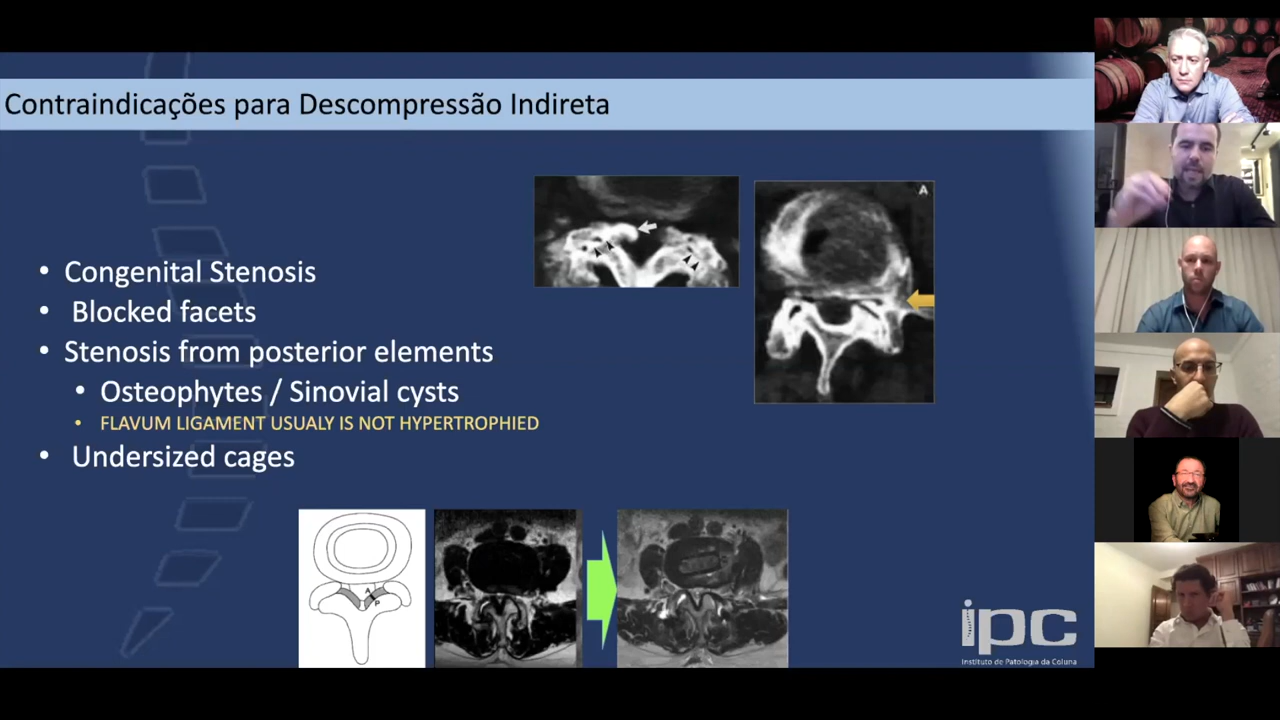 Contraindicações para Descompressão Indireta
A
• Congenital Stenosis
• Blocked facets
• Stenosis from posterior elements
• Osteophytes / Sinovial cysts
• FLAVUM LIGAMENT USUALY IS NOT HYPERTROPHIED
• Undersized cages
A
P
ipc
Instituto de Patologia da Coluna